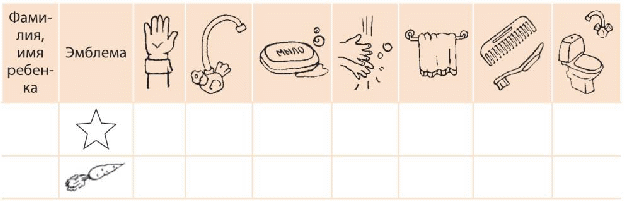 Фами-
лия,
имя
ребен-
ка
Эмблема
МЫЛО